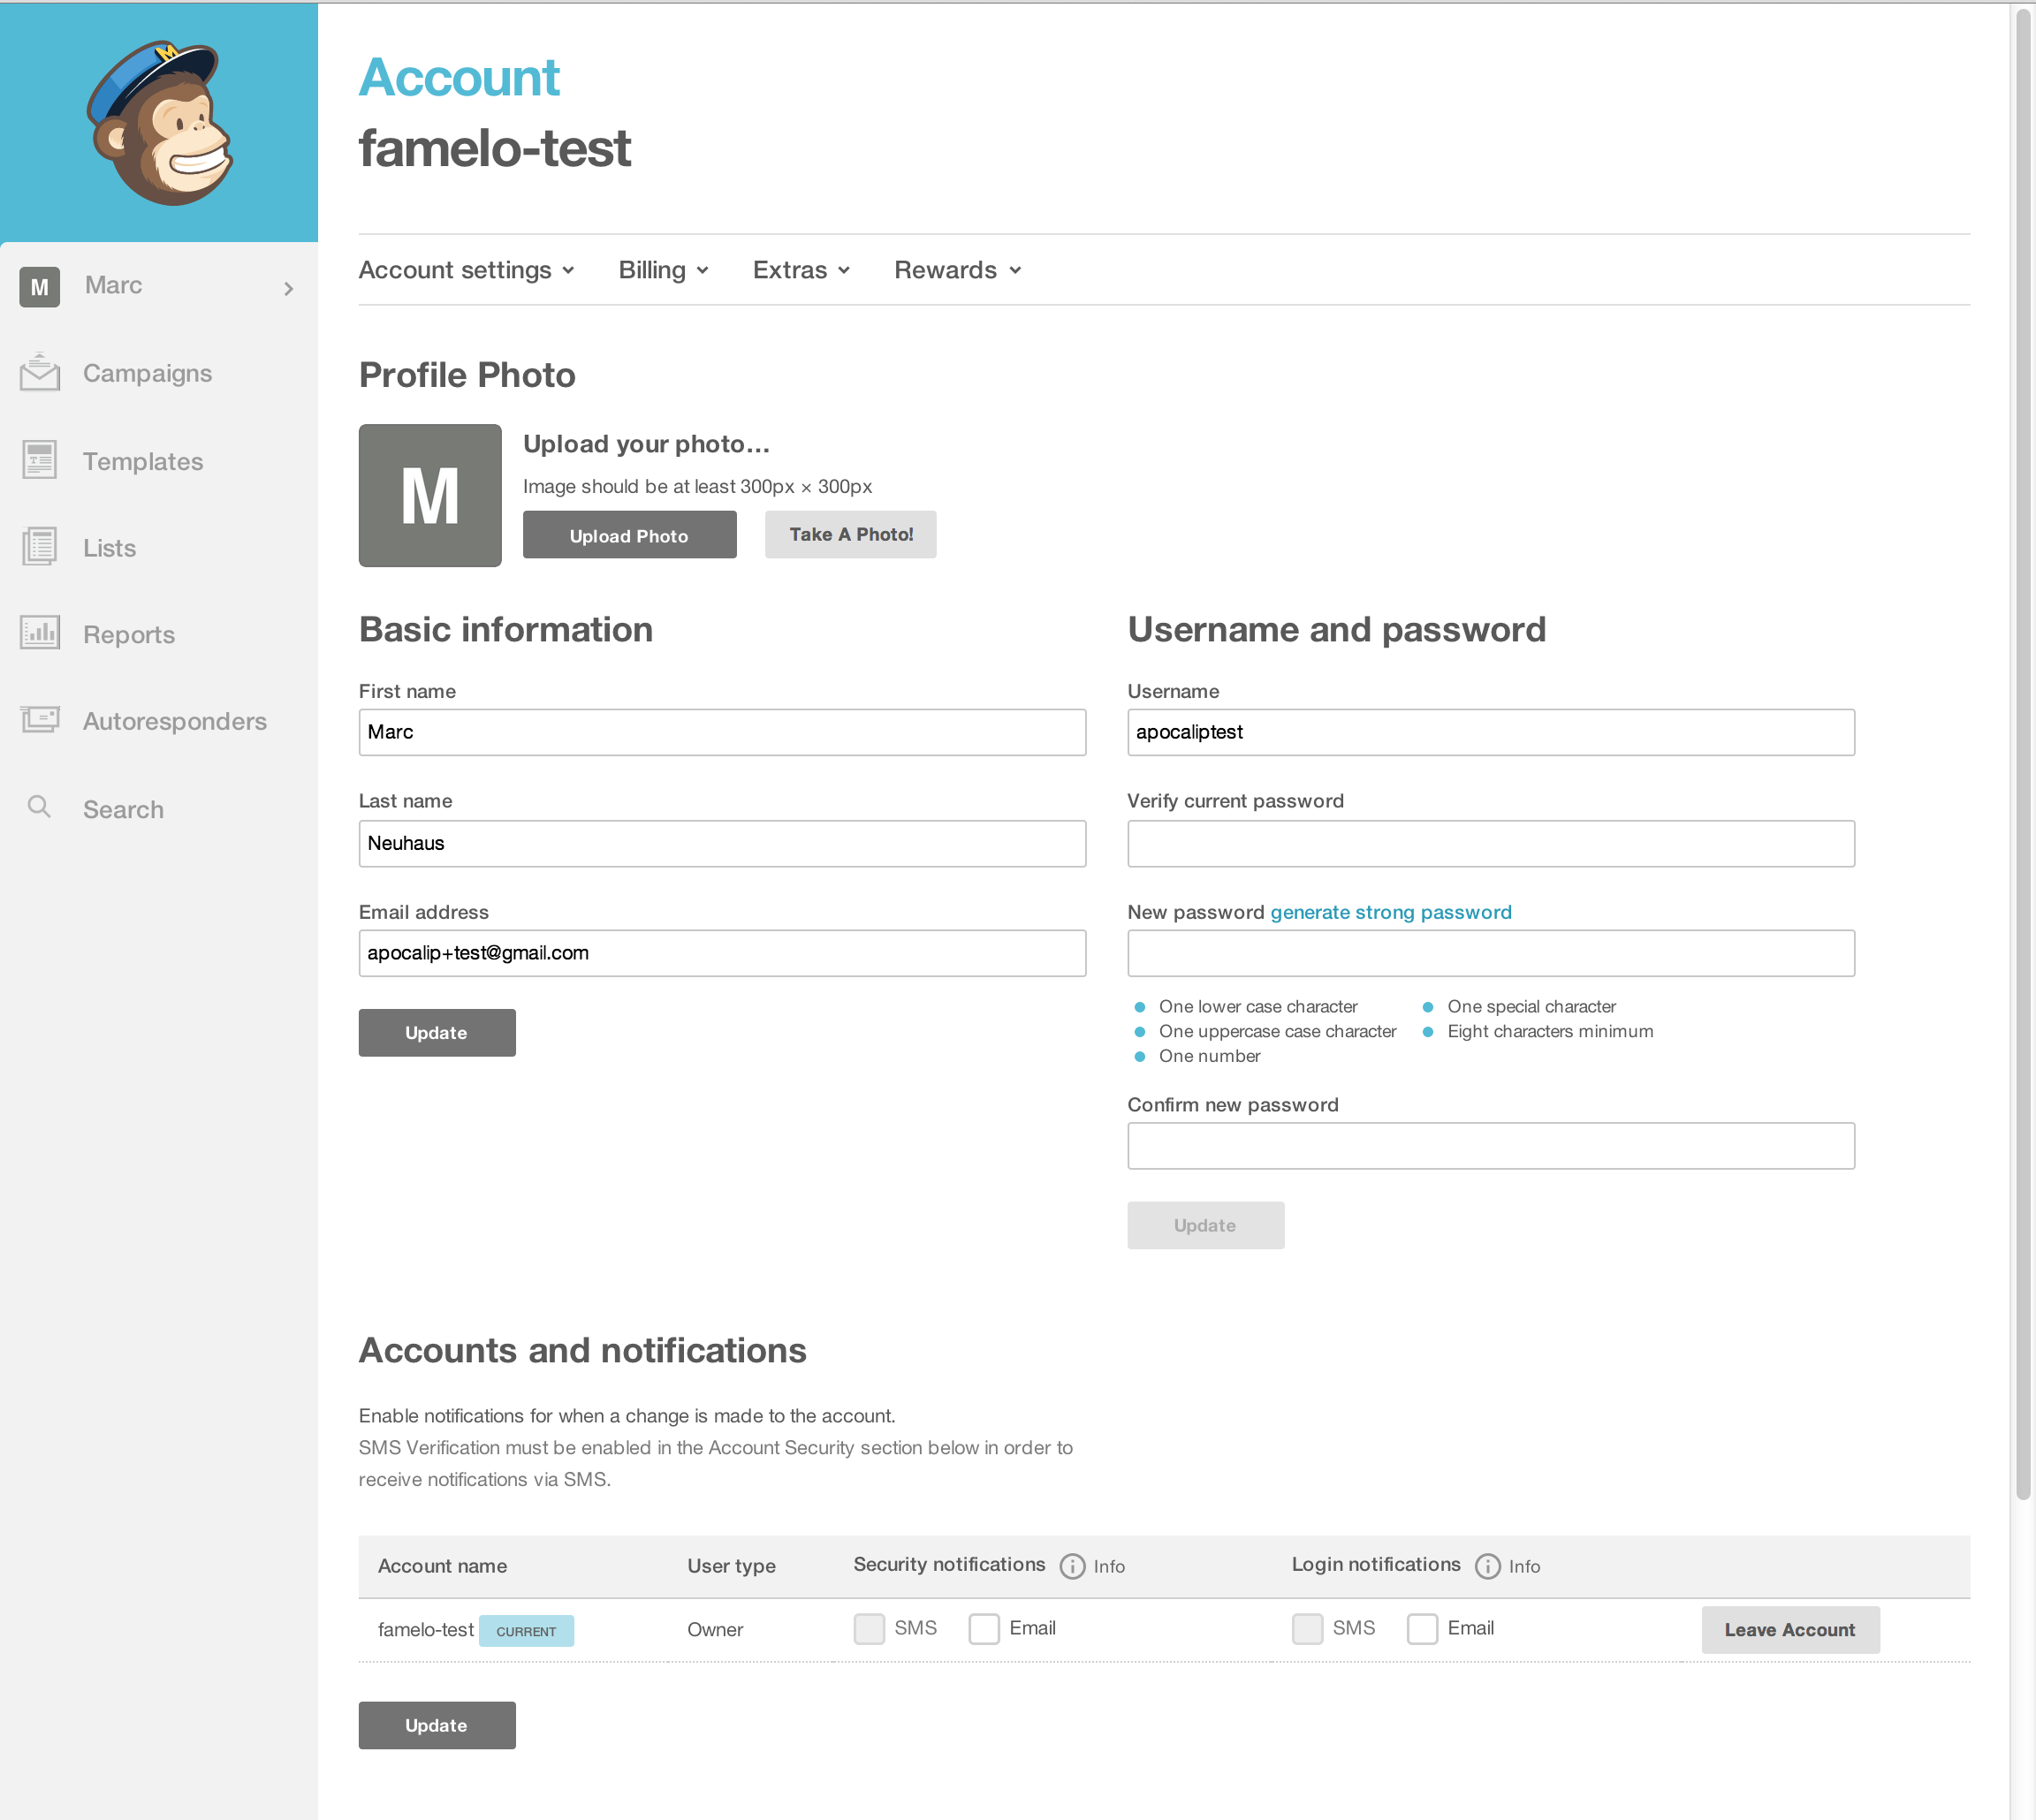 Account
famelo-test
M Marc
Campaigns
Templates
Lists
Reports
Autoresponders
Search
Account settings Billing Extras Rewards
Profile Photo
M
Upload your photo...
Image should be at least 300px × 300px
Upload Photo Take A Photo!
Basic information
First name
Marc
Last name
Neuhaus
Email address
apocalip+test@gmail.com
Update
Username and password
Username
apocaliptest
Verify current password
New password generate strong password
One lower case character
One uppercase case character
One number
One special character
Eight characters minimum
Confirm new password
Update
Accounts and notifications
Enable notifications for when a change is made to the account.
SMS Verification must be enabled in the Account Security section below in order to
receive notifications via SMS.
Account name User type Security notifications Info Login notifications Info
famelo-test CURRENT Owner SMS Email SMS Email Leave Account
Update